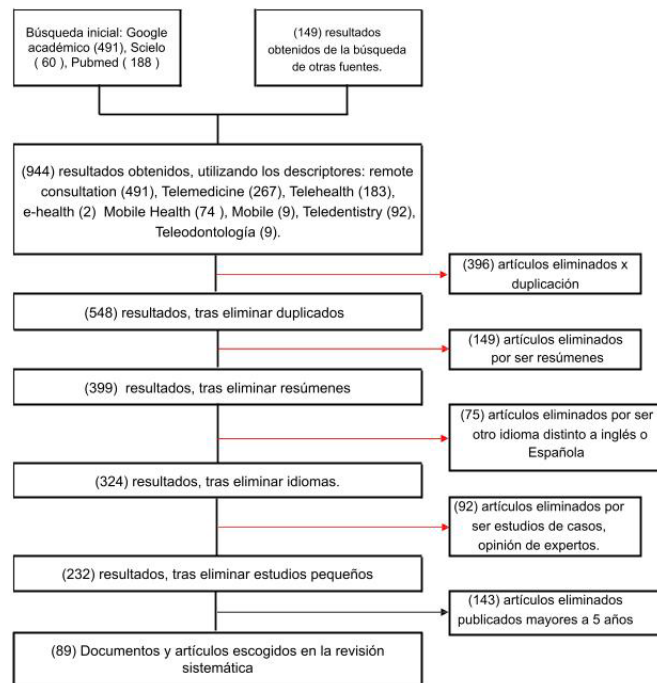 Búsqueda inicial: Google
académico (491), Scielo
( 60 ), Pubmed ( 188 )
(149) resultados
obtenidos de la búsqueda
de otras fuentes.
(944) resultados obtenidos, utilizando los descriptores: remote
consultation (491), Telemedicine (267), Telehealth (183),
e-health (2) Mobile Health (74 ), Mobile (9), Teledentistry (92),
Teleodontología (9).
(396) artículos eliminados x
duplicación
(548) resultados, tras eliminar duplicados
(149) artículos eliminados
por ser resúmenes
(399) resultados, tras eliminar resúmenes
(75) artículos eliminados por ser
otro idioma distinto a inglés o
Española
(324) resultados, tras eliminar idiomas.
(92) artículos eliminados por
ser estudios de casos,
opinión de expertos.
(232) resultados, tras eliminar estudios pequeños
(143) artículos eliminados
publicados mayores a 5 años
(89) Documentos y artículos escogidos en la revisión
sistemática